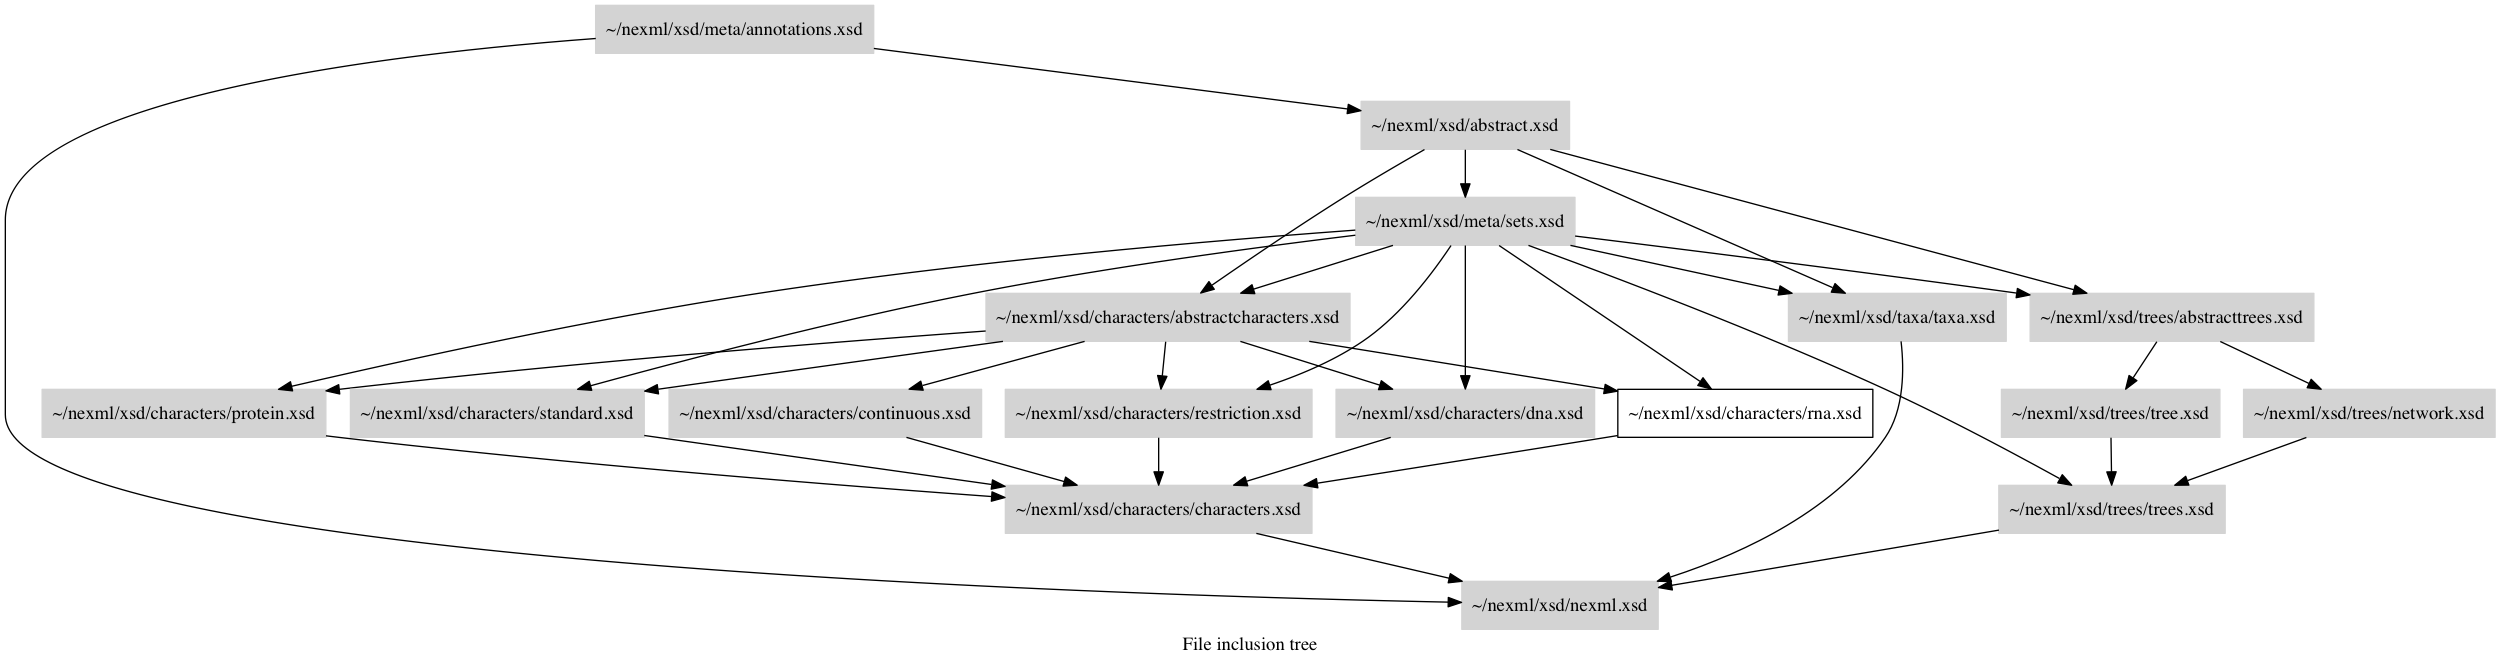 ~/nexml/xsd/meta/annotations.xsd
~/nexml/xsd/abstract.xsd
~/nexml/xsd/meta/sets.xsd
~/nexml/xsd/characters/abstractcharacters.xsd
~/nexml/xsd/taxa/taxa.xsd
~/nexml/xsd/trees/abstracttrees.xsd
~/nexml/xsd/characters/protein.xsd
~/nexml/xsd/characters/standard.xsd
~/nexml/xsd/characters/continuous.xsd
~/nexml/xsd/characters/restriction.xsd
~/nexml/xsd/characters/dna.xsd
~/nexml/xsd/characters/rna.xsd
~/nexml/xsd/trees/tree.xsd
~/nexml/xsd/trees/network.xsd
~/nexml/xsd/characters/characters.xsd
~/nexml/xsd/trees/trees.xsd
~/nexml/xsd/nexml.xsd
File inclusion tree